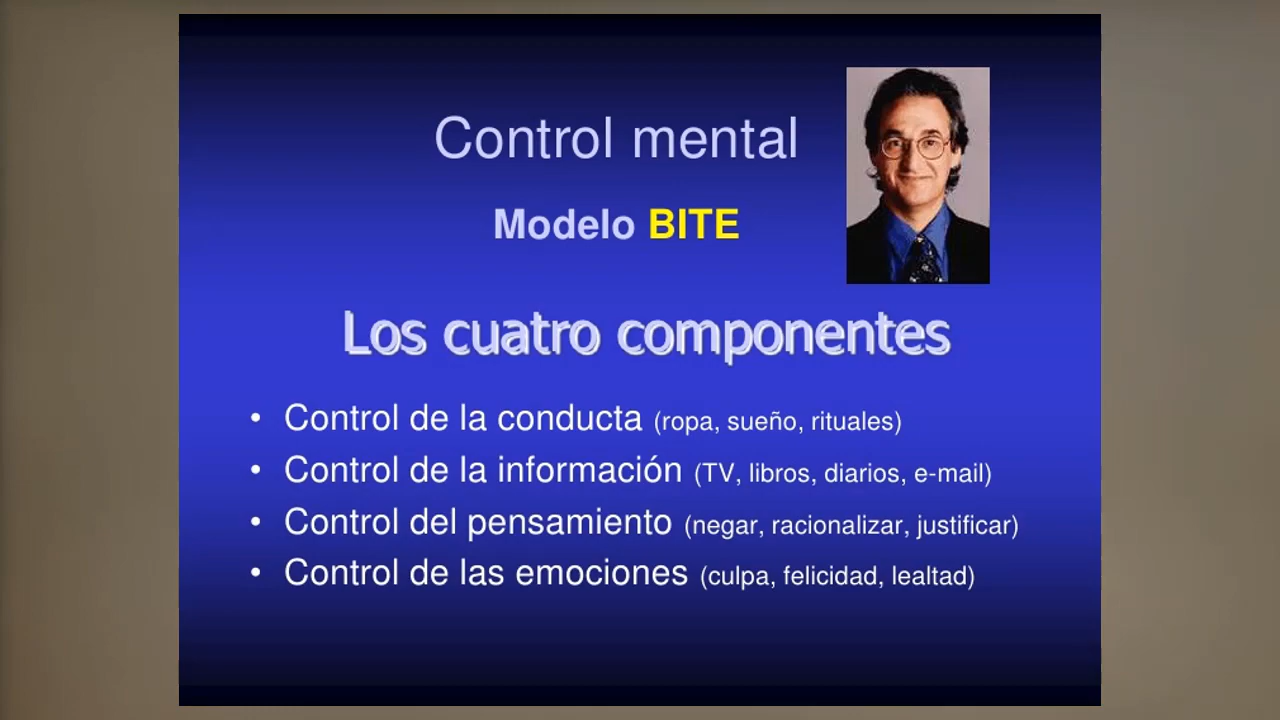 Control mental
Modelo BITE
Los cuatro componentes
• Control de la conducta (ropa, sueño, rituales)
• Control de la información (TV, libros, diarios, e-mail)
• Control del pensamiento (negar, racionalizar, justificar)
• Control de las emociones (culpa, felicidad, lealtad)